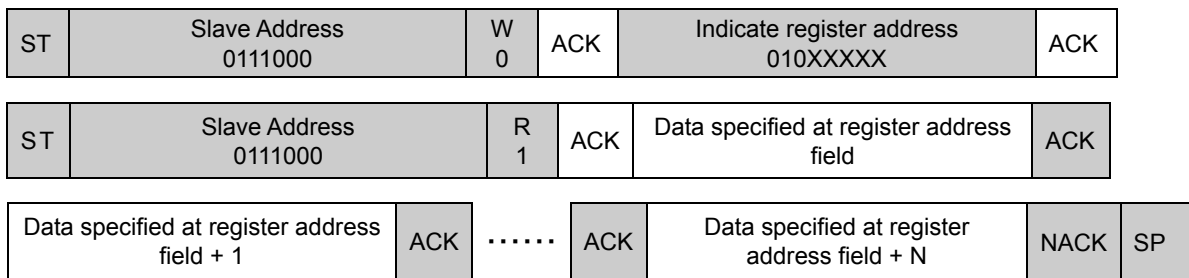 ST
Slave Address
0111000
W
0
ACK
Indicate register address
010XXXXX
ACK
ST
Slave Address
0111000
R
1
ACK
Data specified at register address
field
ACK
Data specified at register address
field + 1
ACK
······
ACK
Data specified at register
address field + N
NACK
SP